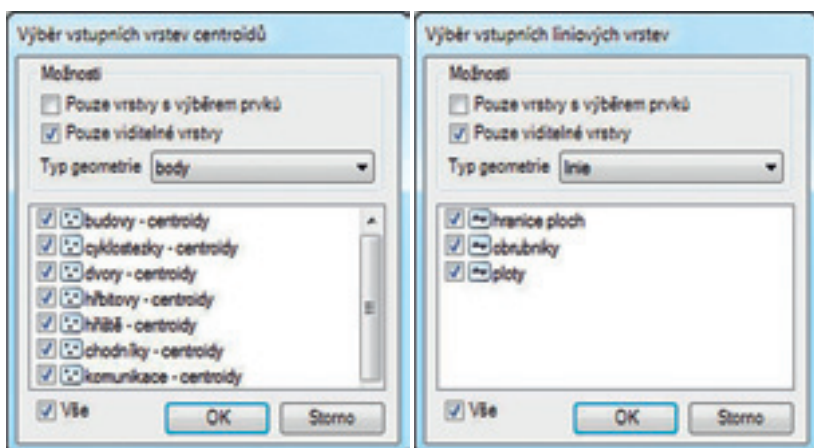 Výběr vstupních vrstev centroidů
Možnosti
Pouze vrstvy s výběrem prvků
Pouze viditelné vrstvy
Typ geometrie body
budovy - centroidy
cyklostezky - centroidy
dvory - centroidy
hřbitovy - centroidy
hřiště - centroidy
chodníky - centroidy
komunikace - centroidy
Vše
OK
Storno
Výběr vstupních liniových vrstev
Možnosti
Pouze vrstvy s výběrem prvků
Pouze viditelné vrstvy
Typ geometrie linie
hranice ploch
obrubníky
ploty
Vše
OK
Storno